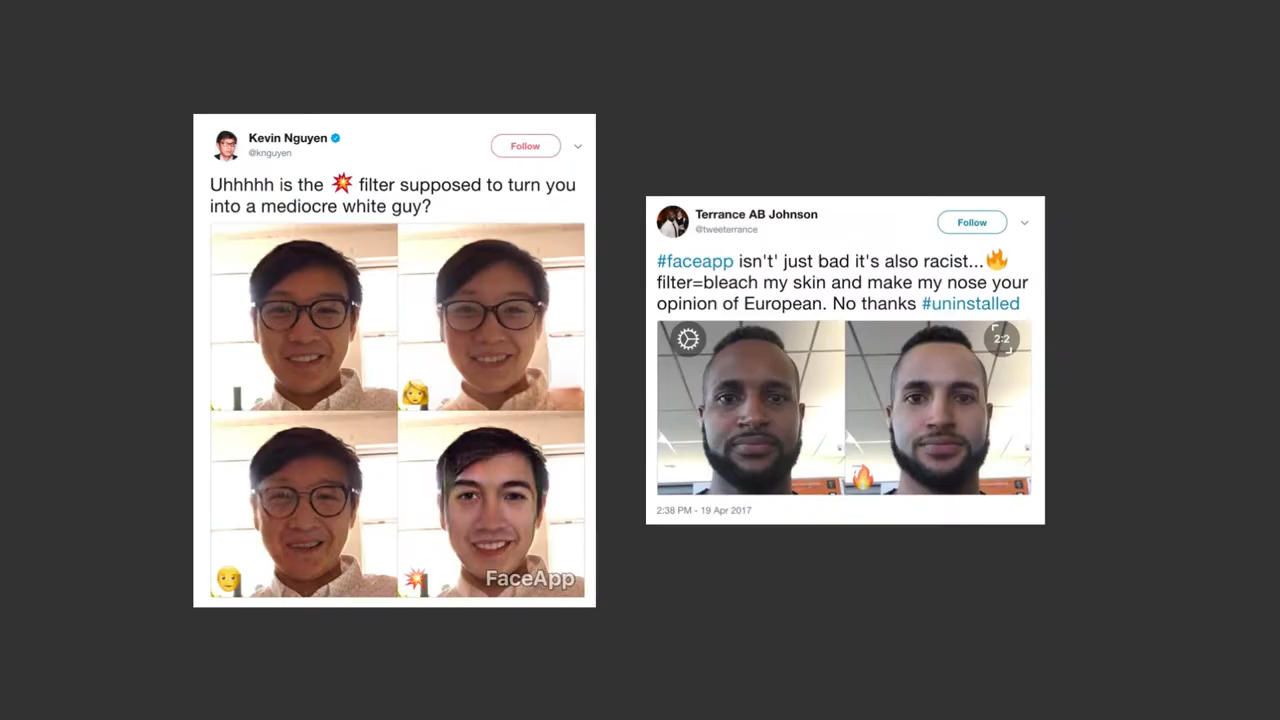 Kevin Nguyen
@knguyen
Follow
Uhhhhh is the 💥 filter supposed to turn you
into a mediocre white guy?
FaceApp
Terrance AB Johnson
@tweeterrance
Follow
#faceapp isn't' just bad it's also racist...🔥
filter=bleach my skin and make my nose your
opinion of European. No thanks #uninstalled
2:2
2:38 PM - 19 Apr 2017